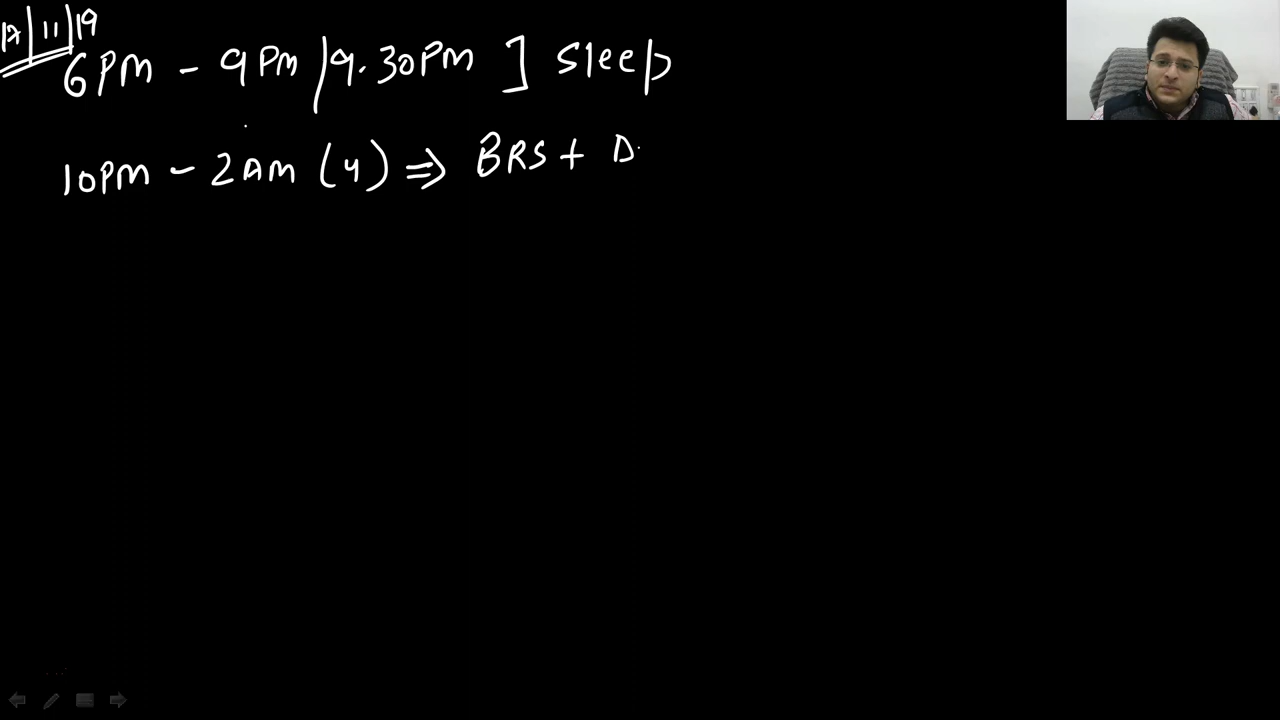 17/11/19
6PM - 9PM/9.30PM ] Sleep
10PM - 2AM (4) ⇒ BRS + D